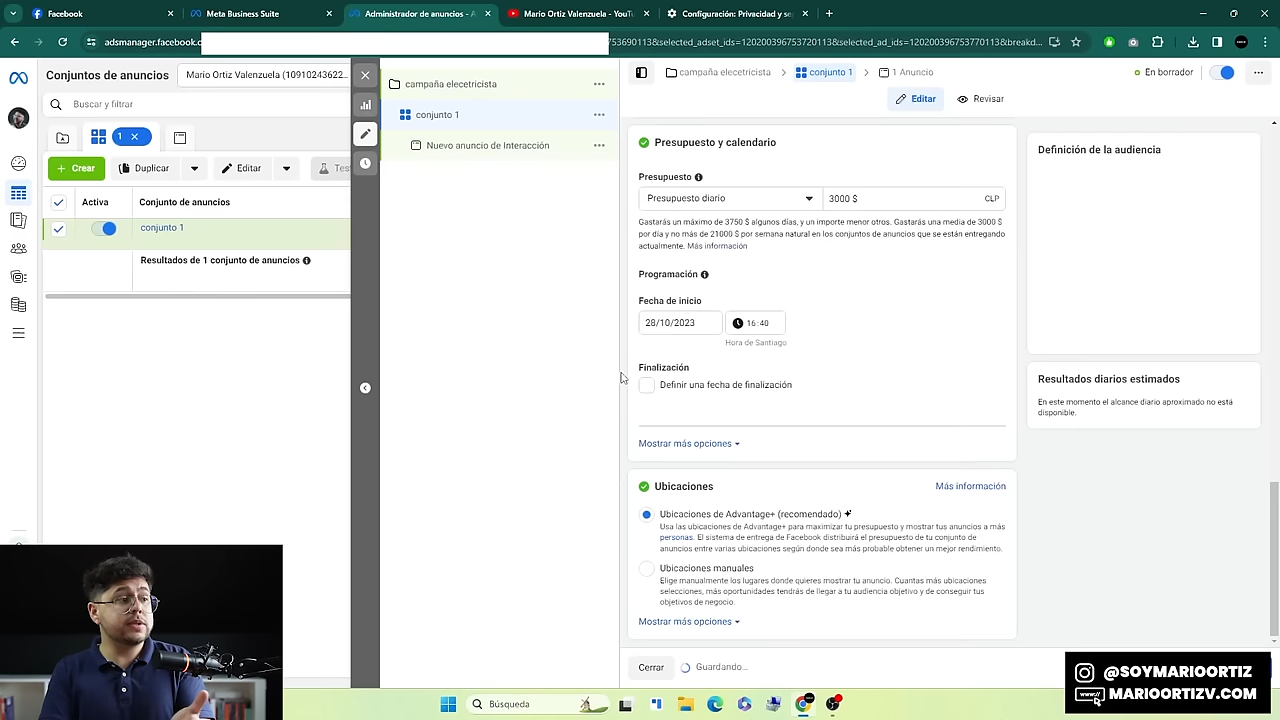 Facebook
Meta Business Suite
Administrador de anuncios - A
Mario Ortiz Valenzuela - YouTu
Configuración: Privacidad y se
adsmanager.facebook.c
753690113&selected_adset_ids=120200396753720113&selected_ad_ids=120200396753770113&breakd...
Conjuntos de anuncios
Mario Ortiz Valenzuela (10910243622...
Buscar y filtrar
1
Crear
Duplicar
Editar
Test
Activa
Conjunto de anuncios
conjunto 1
Resultados de 1 conjunto de anuncios
campaña elecetricista
conjunto 1
Nuevo anuncio de Interacción
campaña elecetricista
conjunto 1
1 Anuncio
En borrador
Editar
Revisar
Presupuesto y calendario
Presupuesto
Presupuesto diario
3000 $
CLP
Gastarás un máximo de 3750 $ algunos días, y un importe menor otros. Gastarás una media de 3000 $
por día y no más de 21000 $ por semana natural en los conjuntos de anuncios que se están entregando
actualmente. Más información
Programación
Fecha de inicio
28/10/2023
16:40
Hora de Santiago
Finalización
Definir una fecha de finalización
Mostrar más opciones
Ubicaciones
Más información
Ubicaciones de Advantage+ (recomendado)
Usa las ubicaciones de Advantage+ para maximizar tu presupuesto y mostrar tus anuncios a más
personas. El sistema de entrega de Facebook distribuirá el presupuesto de tu conjunto de
anuncios entre varias ubicaciones según donde sea más probable obtener un mejor rendimiento.
Ubicaciones manuales
Elige manualmente los lugares donde quieres mostrar tu anuncio. Cuantas más ubicaciones
selecciones, más oportunidades tendrás de llegar a tu audiencia objetivo y de conseguir tus
objetivos de negocio.
Mostrar más opciones
Cerrar
Guardando...
Definición de la audiencia
Resultados diarios estimados
En este momento el alcance diario aproximado no está
disponible.
Búsqueda
@SOYMARIOORTIZ
www
MARIOORTIZV.COM